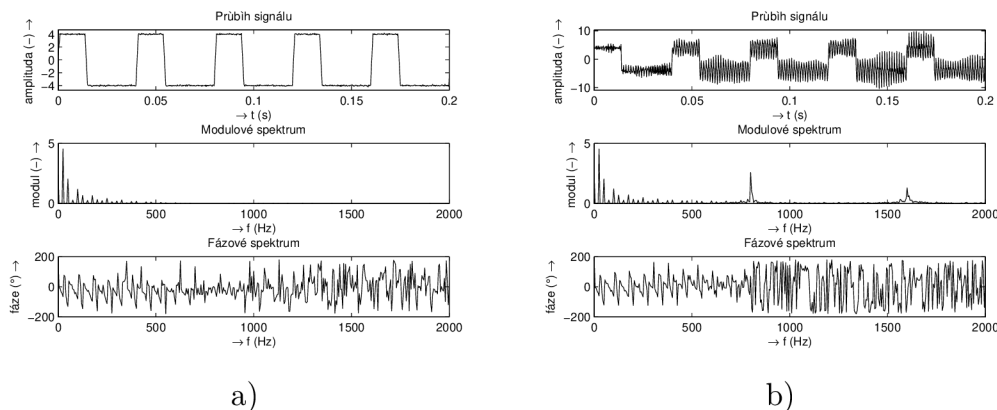 Prùbìh signálu
amplituda (−) →
4
2
0
−2
−4
0 0.05 0.1 0.15 0.2
→ t (s)
Modulové spektrum
modul (−) →
5
0
0 500 1000 1500 2000
→ f (Hz)
Fázové spektrum
fáze (°) →
200
0
−200
0 500 1000 1500 2000
→ f (Hz)
a)
Prùbìh signálu
amplituda (−) →
10
0
−10
0 0.05 0.1 0.15 0.2
→ t (s)
Modulové spektrum
modul (−) →
5
0
0 500 1000 1500 2000
→ f (Hz)
Fázové spektrum
fáze (°) →
200
0
−200
0 500 1000 1500 2000
→ f (Hz)
b)